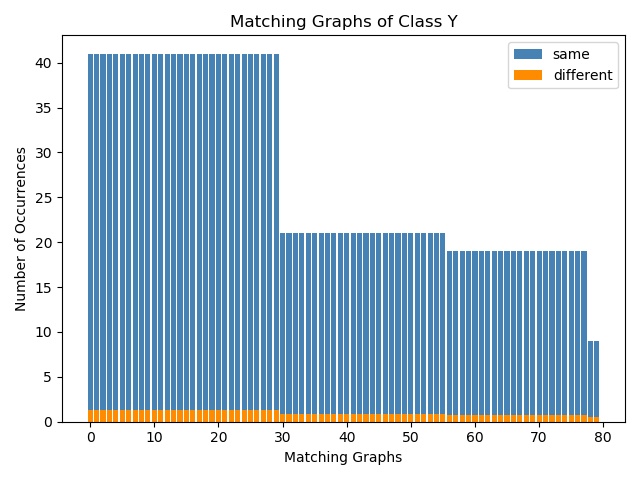 Matching Graphs of Class Y
same
different
Number of Occurrences
40
35
30
25
20
15
10
5
0
0 10 20 30 40 50 60 70 80
Matching Graphs